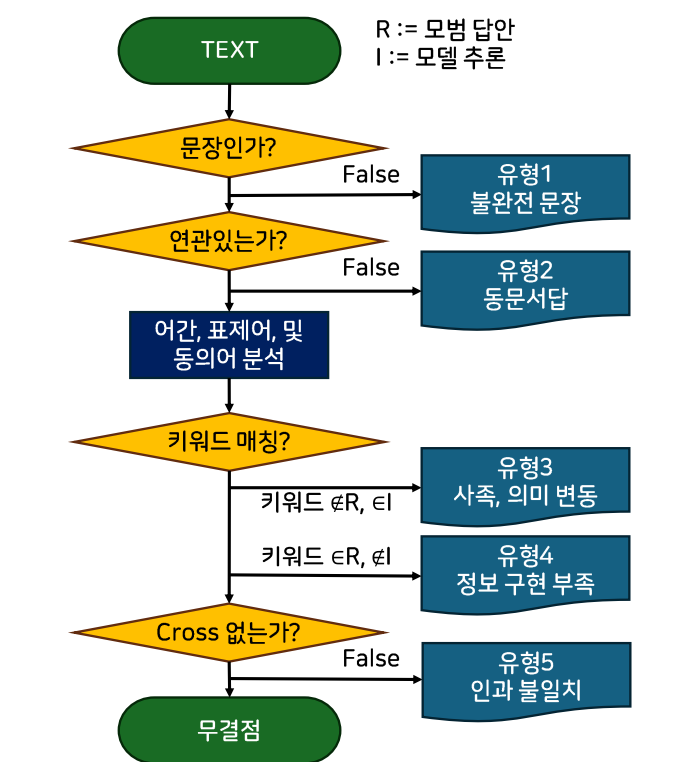 TEXT
R := 모범 답안
I := 모델 추론
문장인가?
False
유형1
불완전 문장
연관있는가?
False
유형2
동문서답
어간, 표제어, 및
동의어 분석
키워드 매칭?
키워드 ∉R, ∈I
유형3
사족, 의미 변동
키워드 ∈R, ∉I
유형4
정보 구현 부족
Cross 없는가?
False
유형5
인과 불일치
무결점